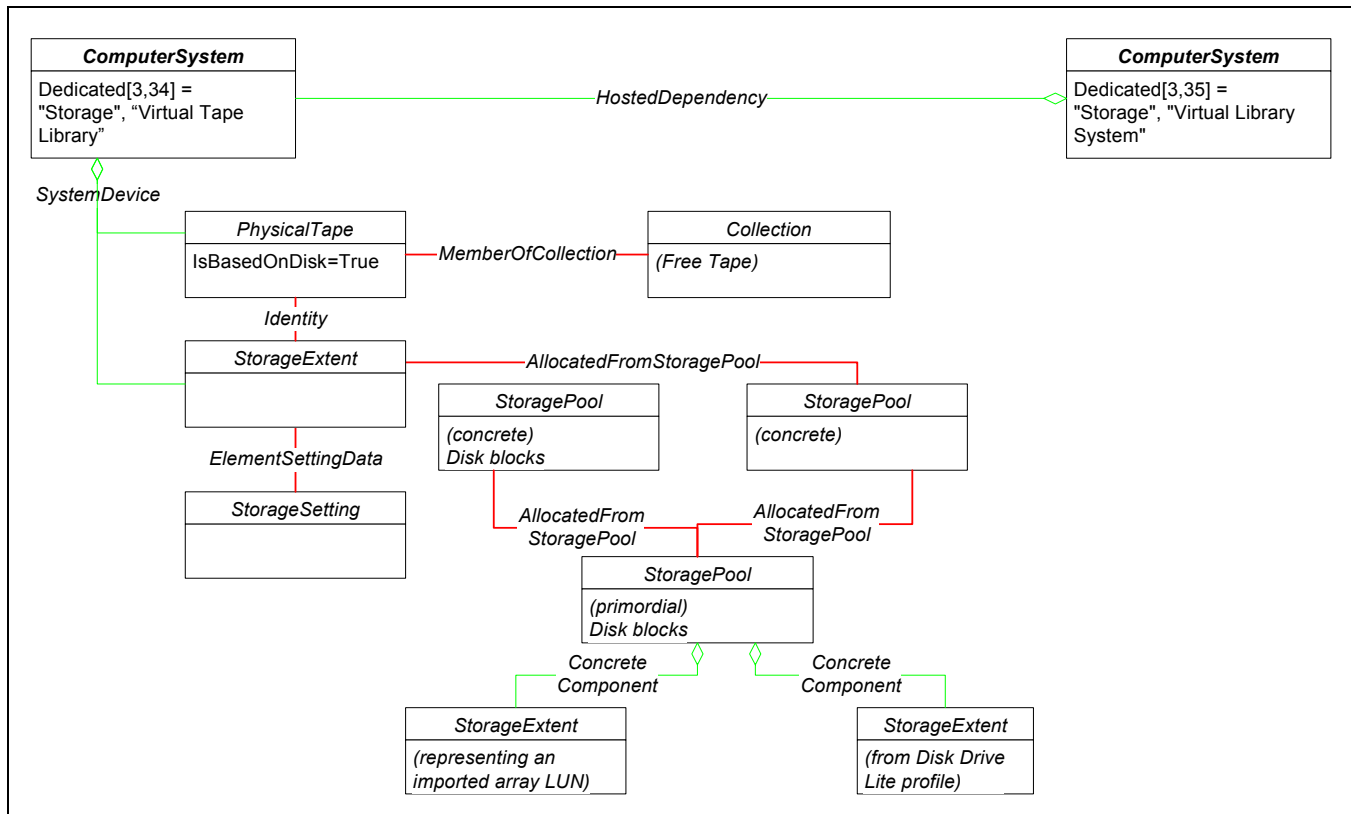 ComputerSystem
Dedicated[3,34] =
"Storage", “Virtual Tape
Library”
HostedDependency
ComputerSystem
Dedicated[3,35] =
"Storage", "Virtual Library
System"
SystemDevice
PhysicalTape
IsBasedOnDisk=True
MemberOfCollection
Collection
(Free Tape)
Identity
StorageExtent
AllocatedFromStoragePool
StoragePool
(concrete)
Disk blocks
StoragePool
(concrete)
ElementSettingData
StorageSetting
AllocatedFrom
StoragePool
AllocatedFrom
StoragePool
StoragePool
(primordial)
Disk blocks
Concrete
Component
Concrete
Component
StorageExtent
(representing an
imported array LUN)
StorageExtent
(from Disk Drive
Lite profile)